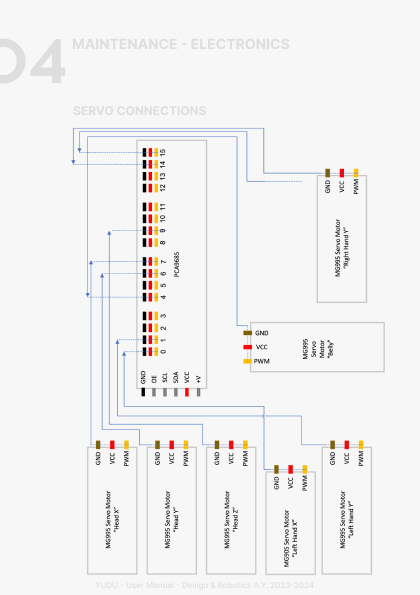 04
MAINTENANCE - ELECTRONICS
SERVO CONNECTIONS
15
14
13
12
11
10
9
8
7
6
5
4
3
2
1
0
PCA9685
GND
OE
SCL
SDA
VCC
+V
GND
VCC
PWM
MG995 Servo Motor
"Right Hand Y"
GND
VCC
PWM
MG995
Servo
Motor
"Belly"
GND
VCC
PWM
MG995 Servo Motor
"Head X"
GND
VCC
PWM
MG995 Servo Motor
"Head Y"
GND
VCC
PWM
MG995 Servo Motor
"Head Z"
GND
VCC
PWM
MG90S Servo Motor
"Left Hand X"
GND
VCC
PWM
MG995 Servo Motor
"Left Hand Y"
YUDU - User Manual - Design & Robotics A.Y. 2023-2024